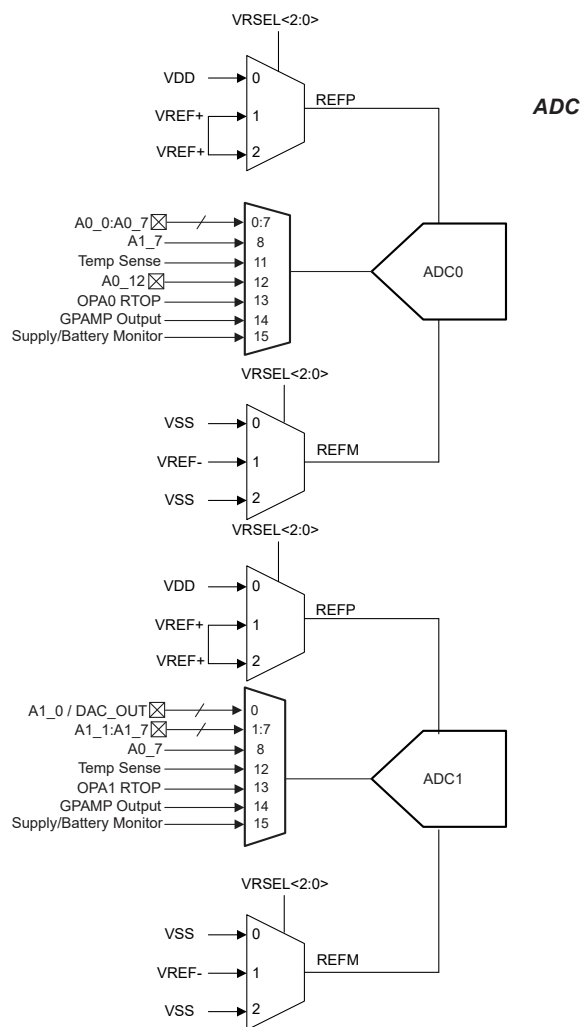 VRSEL<2:0>
VDD 0
REFP
ADC
VREF+ 1
VREF+ 2
A0_0:A0_7 0:7
A1_7 8
Temp Sense 11
ADC0
A0_12 12
OPA0 RTOP 13
GPAMP Output 14
Supply/Battery Monitor 15
VRSEL<2:0>
VSS 0
VREF- 1
REFM
VSS 2
VRSEL<2:0>
VDD 0
REFP
VREF+ 1
VREF+ 2
A1_0 / DAC_OUT 0
A1_1:A1_7 1:7
A0_7 8
Temp Sense 12
ADC1
OPA1 RTOP 13
GPAMP Output 14
Supply/Battery Monitor 15
VRSEL<2:0>
VSS 0
VREF- 1
REFM
VSS 2